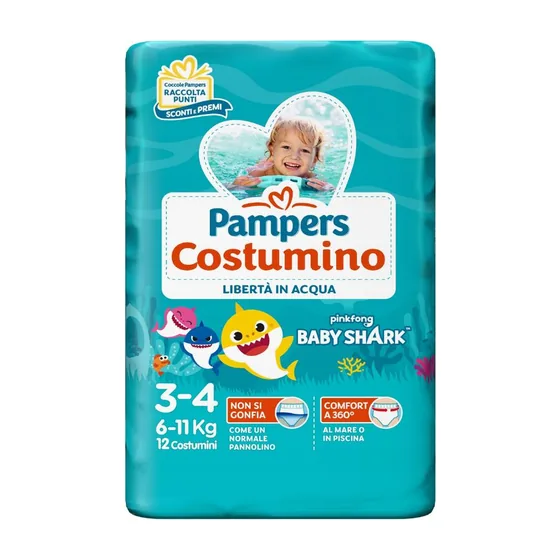 Coccole Pampers
RACCOLTA
PUNTI
SCONTI e PREMI
Pampers
Costumino
LIBERTÀ IN ACQUA
pinkfong
BABY SHARK™
3-4
6-11 Kg
12 Costumini
NON SI
GONFIA
COME UN
NORMALE
PANNOLINO
COMFORT
A 360°
AL MARE O
IN PISCINA